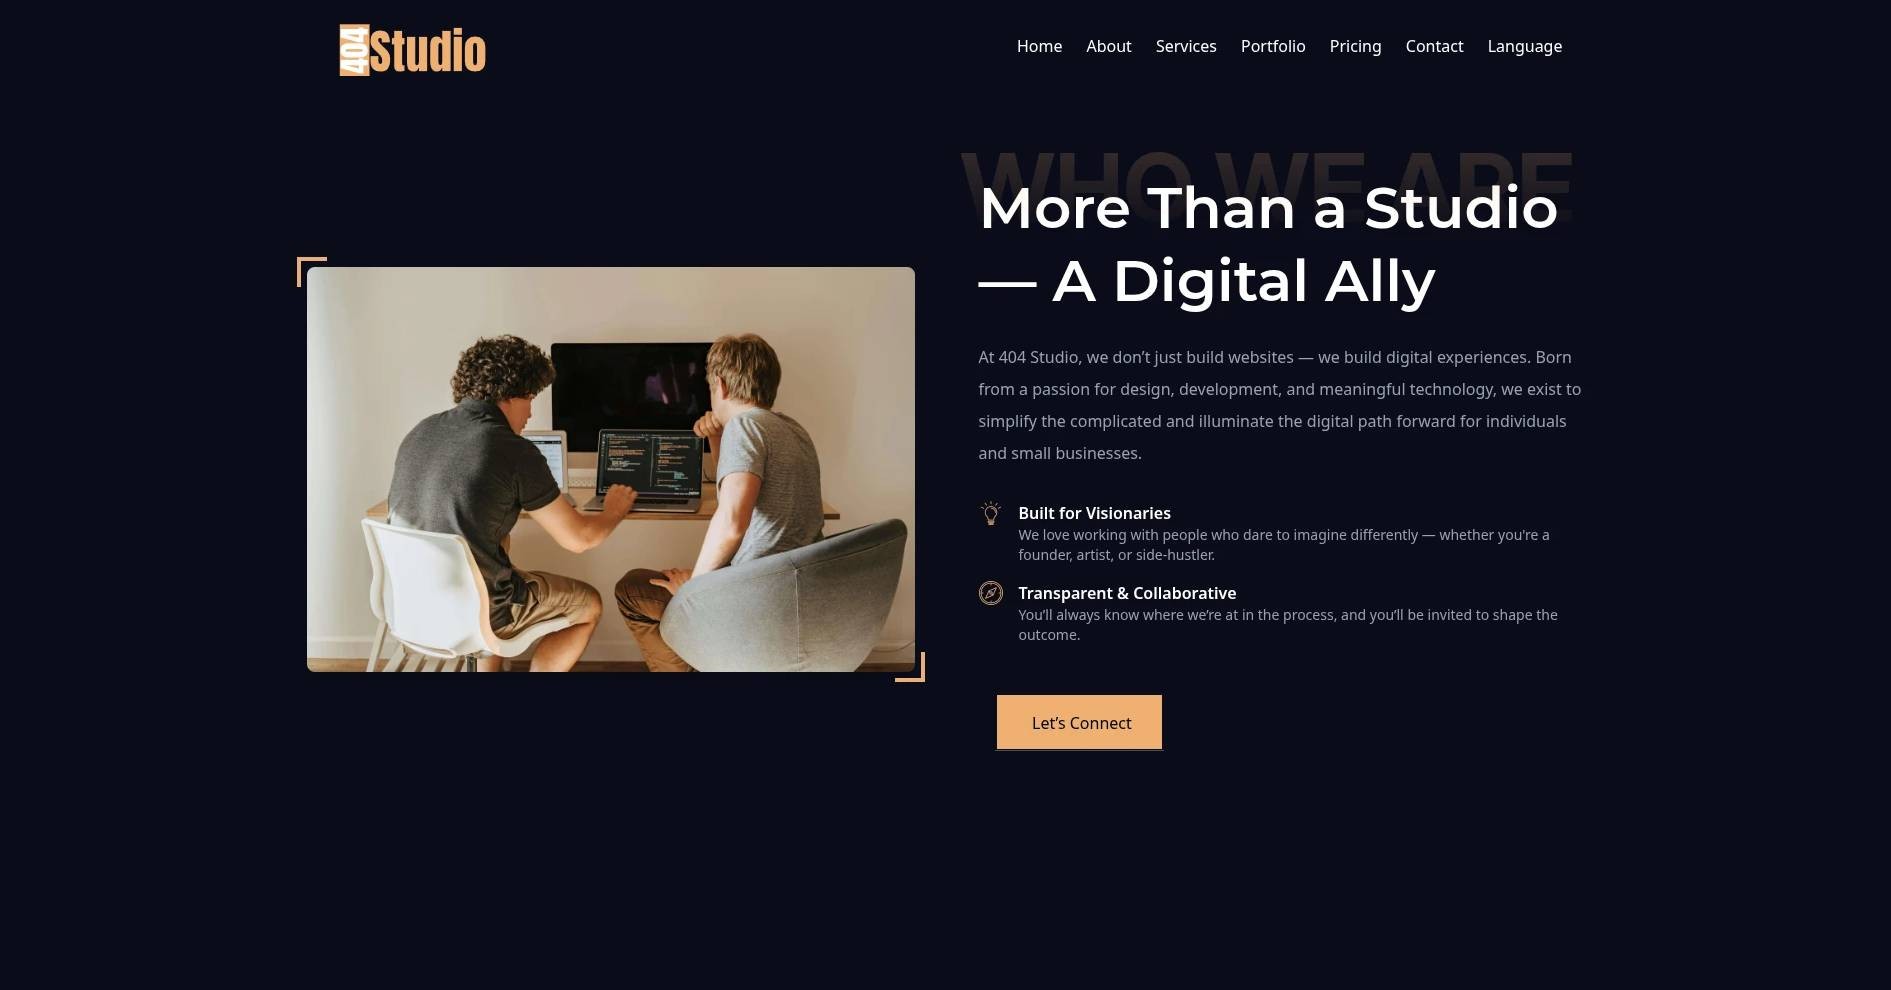 404 Studio
Home About Services Portfolio Pricing Contact Language
WHO WE ARE
More Than a Studio
— A Digital Ally
At 404 Studio, we don’t just build websites — we build digital experiences. Born
from a passion for design, development, and meaningful technology, we exist to
simplify the complicated and illuminate the digital path forward for individuals
and small businesses.
Built for Visionaries
We love working with people who dare to imagine differently — whether you're a
founder, artist, or side-hustler.
Transparent & Collaborative
You’ll always know where we’re at in the process, and you’ll be invited to shape the
outcome.
Let’s Connect